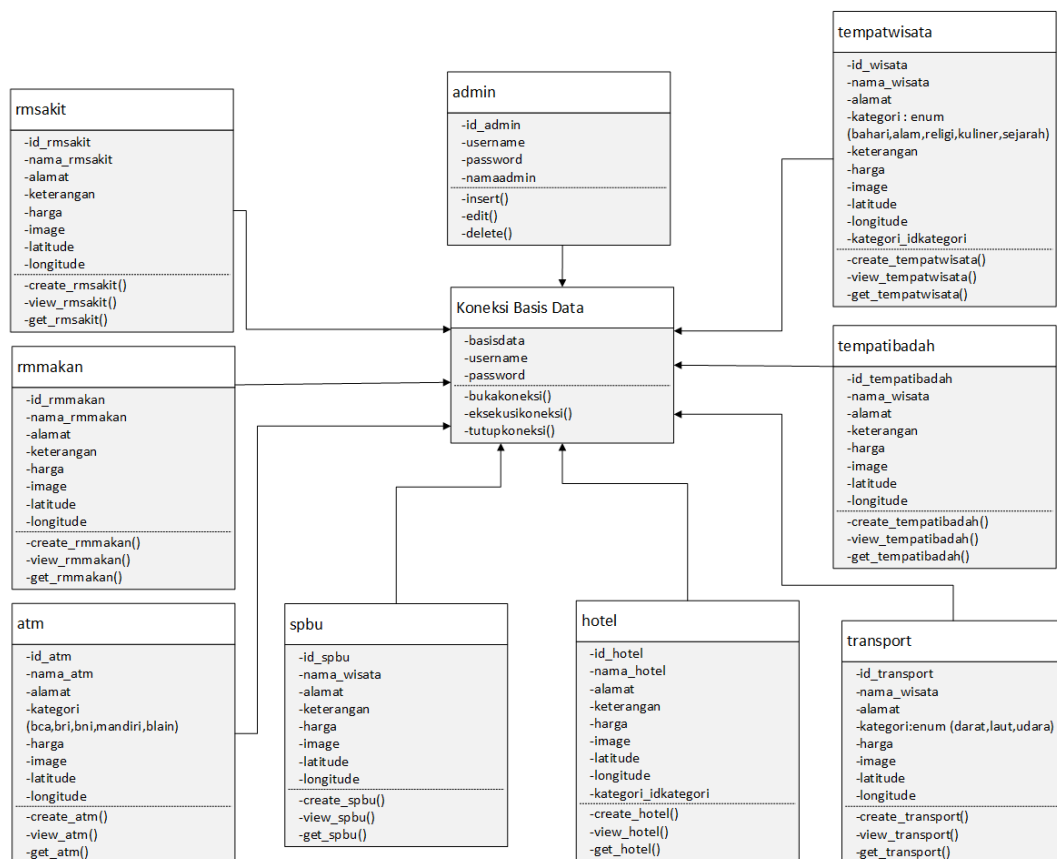 rmsakit
-id_rmsakit
-nama_rmsakit
-alamat
-keterangan
-harga
-image
-latitude
-longitude
-create_rmsakit()
-view_rmsakit()
-get_rmsakit()
admin
-id_admin
-username
-password
-namaadmin
-insert()
-edit()
-delete()
tempatwisata
-id_wisata
-nama_wisata
-alamat
-kategori : enum
(bahari,alam,religi,kuliner,sejarah)
-keterangan
-harga
-image
-latitude
-longitude
-kategori_idkategori
-create_tempatwisata()
-view_tempatwisata()
-get_tempatwisata()
Koneksi Basis Data
-basisdata
-username
-password
-bukakoneksi()
-eksekusikoneksi()
-tutupkoneksi()
rmmakan
-id_rmmakan
-nama_rmmakan
-alamat
-keterangan
-harga
-image
-latitude
-longitude
-create_rmmakan()
-view_rmmakan()
-get_rmmakan()
tempatibadah
-id_tempatibadah
-nama_wisata
-alamat
-keterangan
-harga
-image
-latitude
-longitude
-create_tempatibadah()
-view_tempatibadah()
-get_tempatibadah()
atm
-id_atm
-nama_atm
-alamat
-kategori
(bca,bri,bni,mandiri,blain)
-harga
-image
-latitude
-longitude
-create_atm()
-view_atm()
-get_atm()
spbu
-id_spbu
-nama_wisata
-alamat
-keterangan
-harga
-image
-latitude
-longitude
-create_spbu()
-view_spbu()
-get_spbu()
hotel
-id_hotel
-nama_hotel
-alamat
-keterangan
-harga
-image
-latitude
-longitude
-kategori_idkategori
-create_hotel()
-view_hotel()
-get_hotel()
transport
-id_transport
-nama_wisata
-alamat
-kategori:enum (darat,laut,udara)
-harga
-image
-latitude
-longitude
-create_transport()
-view_transport()
-get_transport()